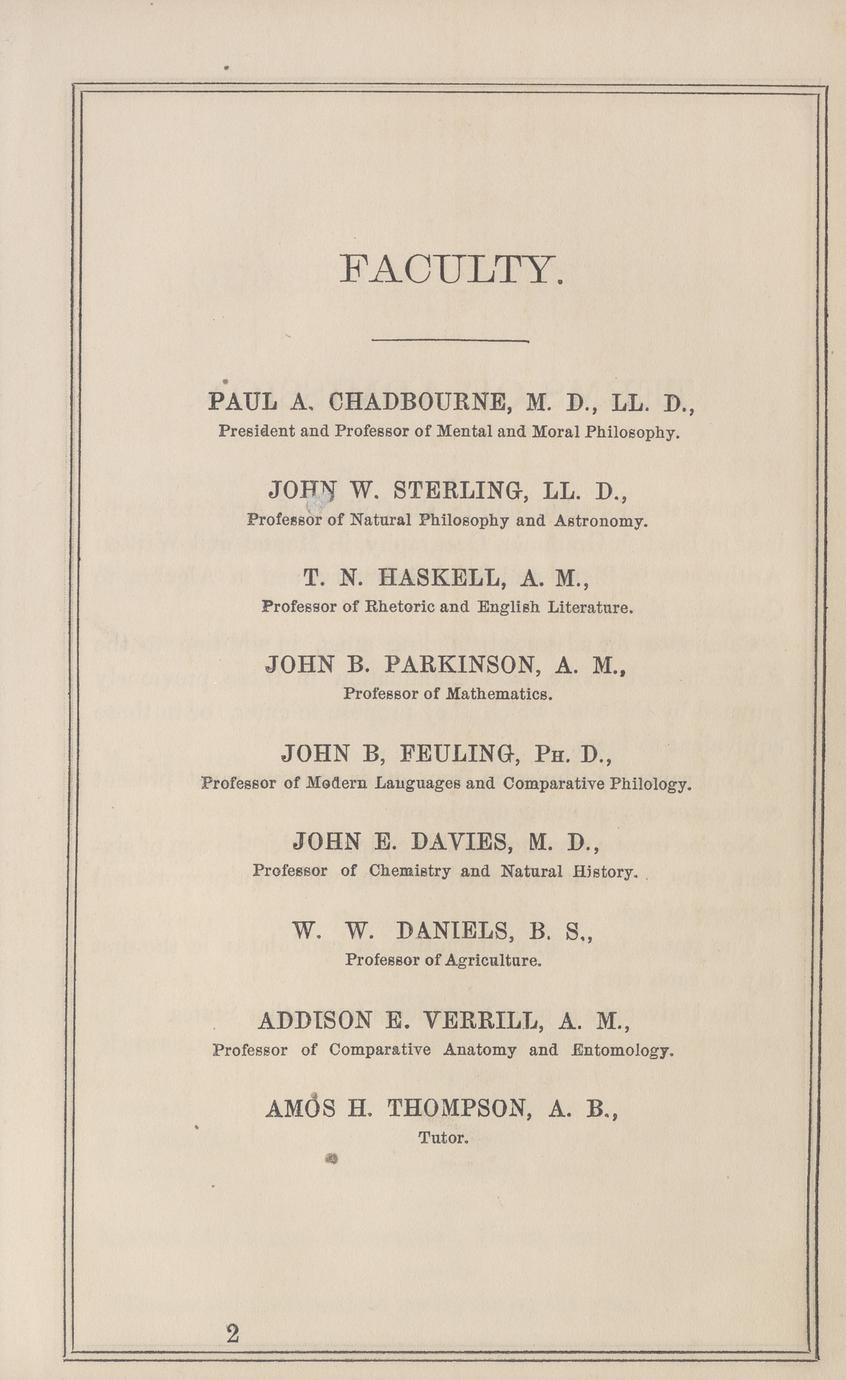 FACULTY.
PAUL A. CHADBOURNE, M. D., LL. D.,
President and Professor of Mental and Moral Philosophy.
JOHN W. STERLING, LL. D.,
Professor of Natural Philosophy and Astronomy.
T. N. HASKELL, A. M.,
Professor of Rhetoric and English Literature.
JOHN B. PARKINSON, A. M.,
Professor of Mathematics.
JOHN B, FEULING, PH. D.,
Professor of Modern Languages and Comparative Philology.
JOHN E. DAVIES, M. D.,
Professor of Chemistry and Natural History.
W. W. DANIELS, B. S.,
Professor of Agriculture.
ADDISON E. VERRILL, A. M.,
Professor of Comparative Anatomy and Entomology.
AMOS H. THOMPSON, A. B.,
Tutor.
2